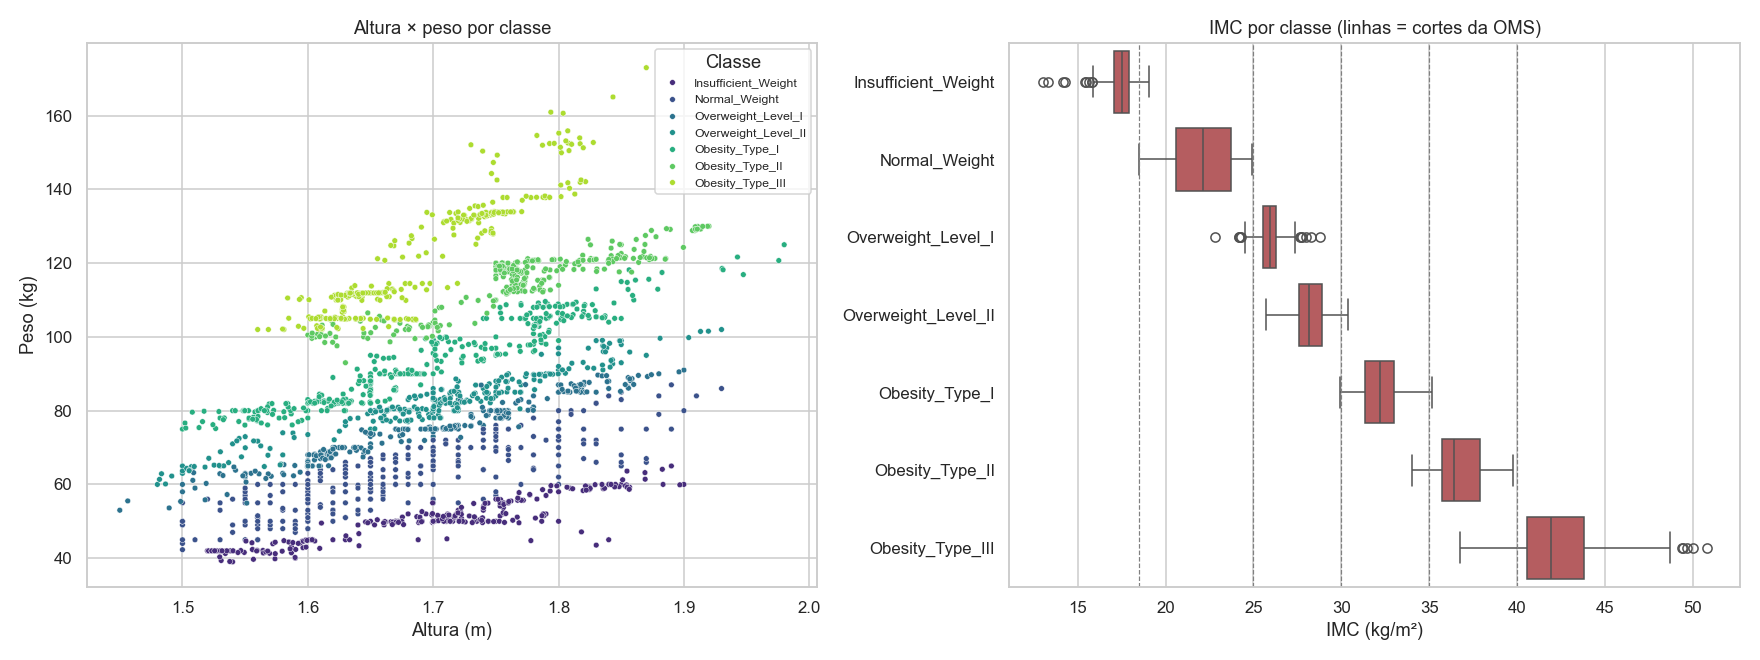 Altura × peso por classe
Peso (kg)
160
140
120
100
80
60
40
Classe
Insufficient_Weight
Normal_Weight
Overweight_Level_I
Overweight_Level_II
Obesity_Type_I
Obesity_Type_II
Obesity_Type_III
1.5 1.6 1.7 1.8 1.9 2.0
Altura (m)
IMC por classe (linhas = cortes da OMS)
Insufficient_Weight
Normal_Weight
Overweight_Level_I
Overweight_Level_II
Obesity_Type_I
Obesity_Type_II
Obesity_Type_III
15 20 25 30 35 40 45 50
IMC (kg/m²)